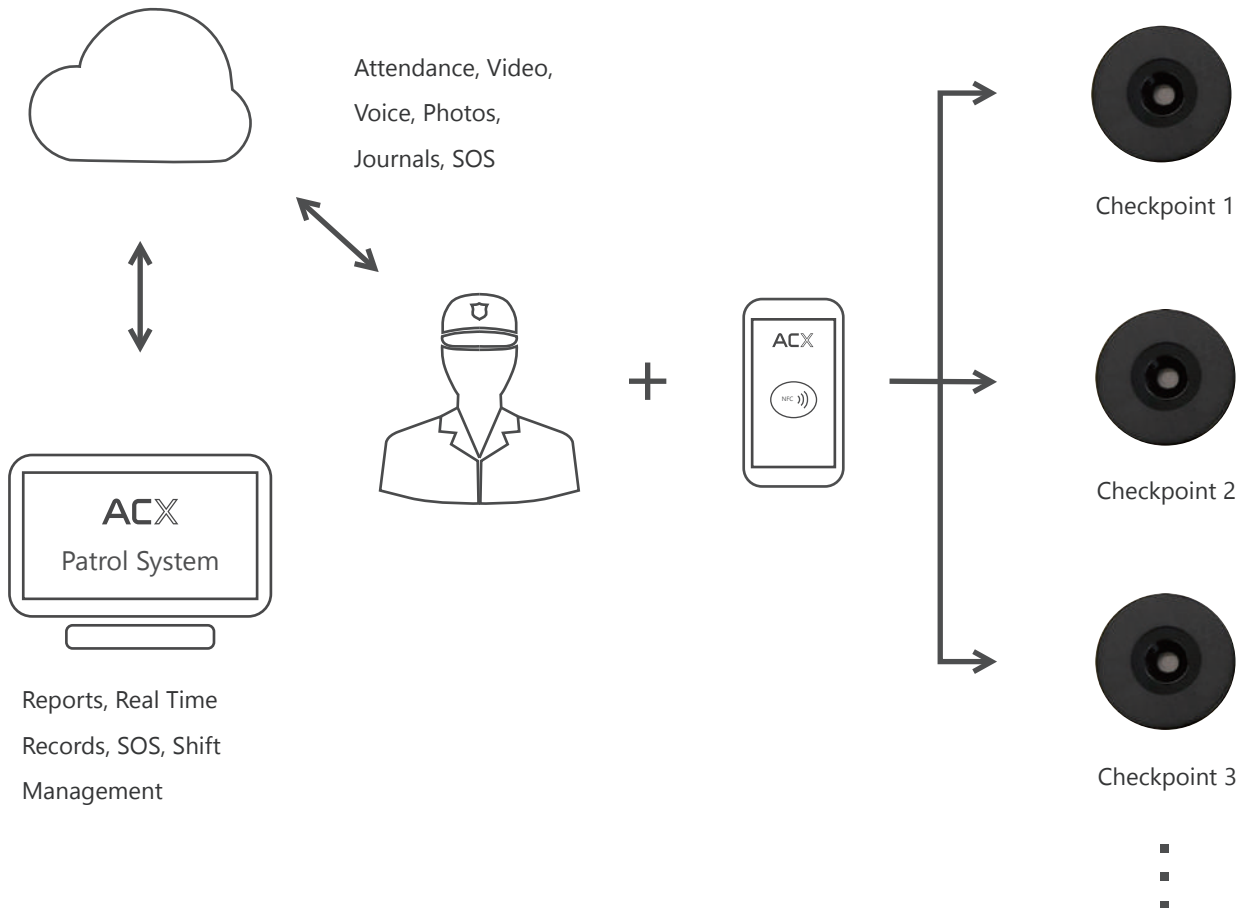 Attendance, Video,
Voice, Photos,
Journals, SOS
Checkpoint 1
ACX
NFC
Checkpoint 2
ACX
Patrol System
Reports, Real Time
Records, SOS, Shift
Management
Checkpoint 3